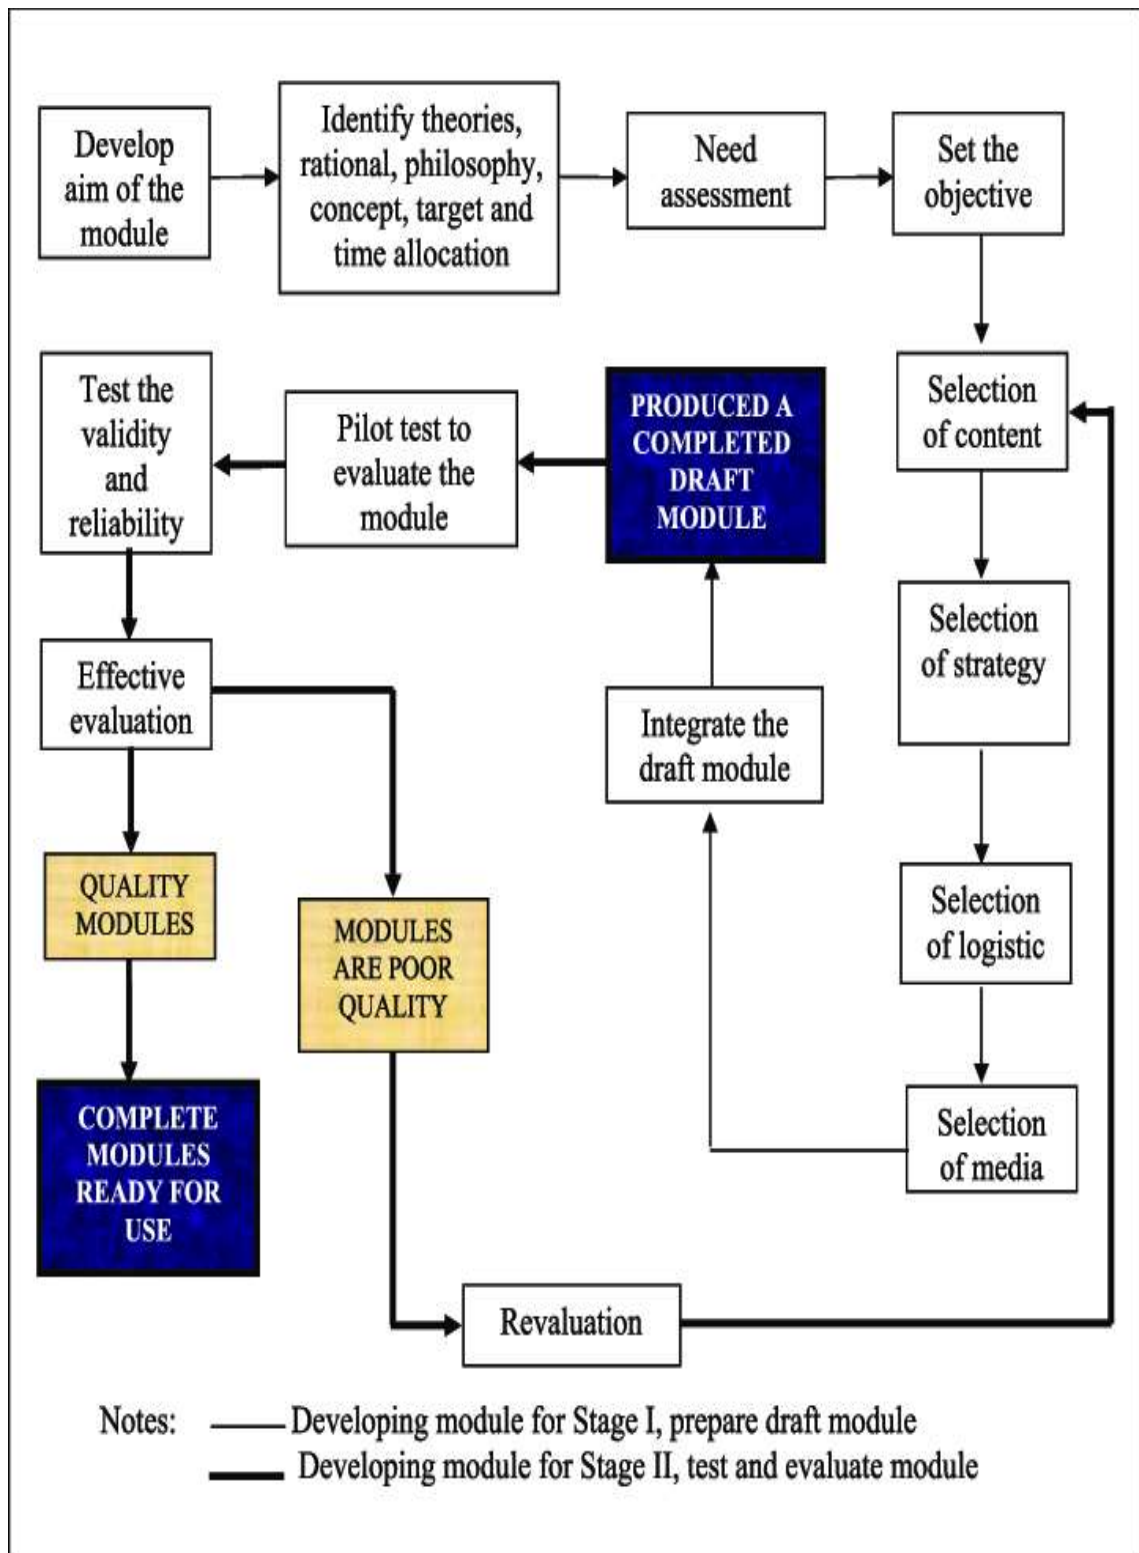 Develop
aim of the
module
Identify theories,
rational, philosophy,
concept, target and
time allocation
Need
assessment
Set the
objective
Test the
validity
and
reliability
Pilot test to
evaluate the
module
PRODUCED A
COMPLETED
DRAFT
MODULE
Selection
of content
Selection
of strategy
Effective
evaluation
Integrate the
draft module
QUALITY
MODULES
MODULES
ARE POOR
QUALITY
Selection
of logistic
COMPLETE
MODULES
READY FOR
USE
Selection
of media
Revaluation
Notes: Developing module for Stage I, prepare draft module
Developing module for Stage II, test and evaluate module